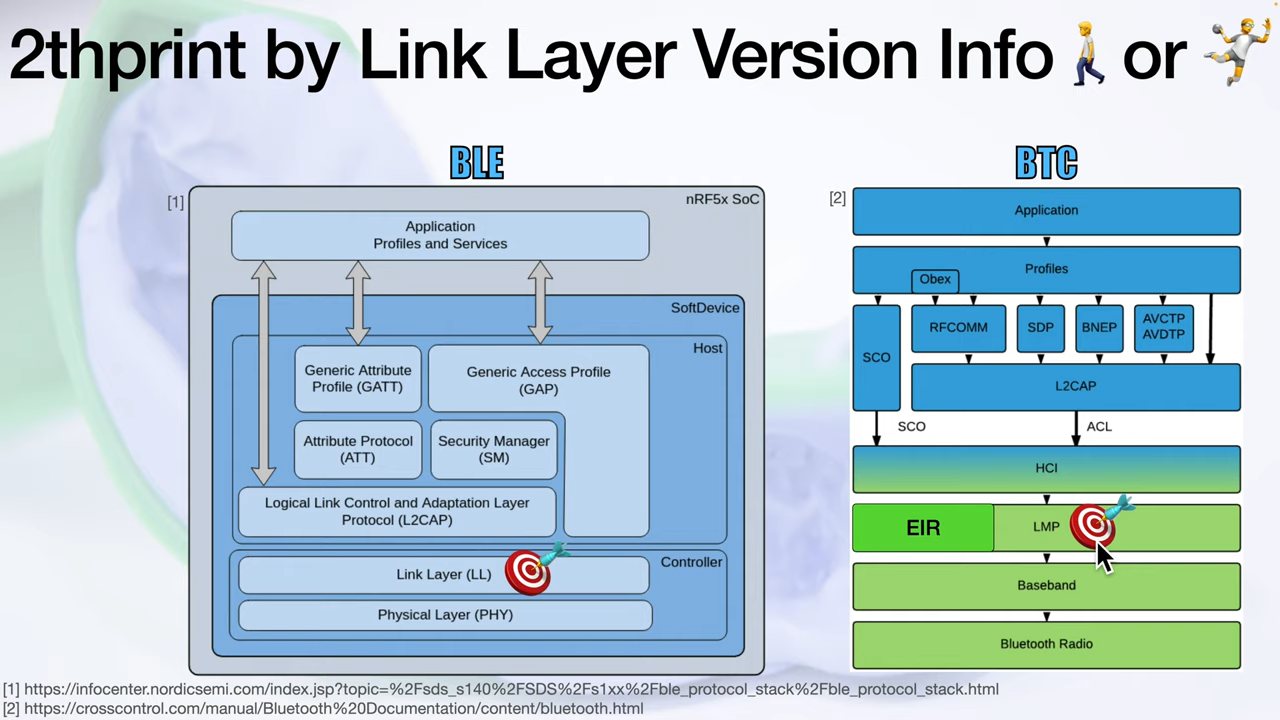 2thprint by Link Layer Version Info or
BLE
[1]
nRF5x SoC
Application
Profiles and Services
SoftDevice
Host
Generic Attribute
Profile (GATT)
Generic Access Profile
(GAP)
Attribute Protocol
(ATT)
Security Manager
(SM)
Logical Link Control and Adaptation Layer
Protocol (L2CAP)
Controller
Link Layer (LL)
Physical Layer (PHY)
BTC
[2]
Application
Profiles
Obex
SCO
RFCOMM
SDP
BNEP
AVCTP
AVDTP
L2CAP
SCO
ACL
HCI
EIR
LMP
Baseband
Bluetooth Radio
[1] https://infocenter.nordicsemi.com/index.jsp?topic=%2Fsds_s140%2FSDS%2Fs1xx%2Fble_protocol_stack%2Fble_protocol_stack.html
[2] https://crosscontrol.com/manual/Bluetooth%20Documentation/content/bluetooth.html